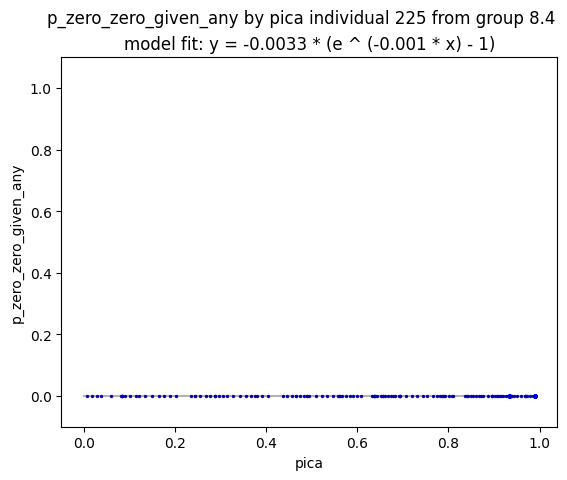 p_zero_zero_given_any by pica individual 225 from group 8.4
model fit: y = -0.0033 * (e ^ (-0.001 * x) - 1)
1.0
0.8
0.6
0.4
0.2
0.0
p_zero_zero_given_any
0.0 0.2 0.4 0.6 0.8 1.0
pica